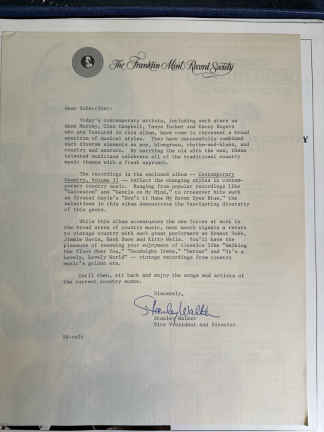 The Franklin Mint Record Society
Dear Subscriber:
Today's contemporary artists, including such stars as
Anne Murray, Glen Campbell, Tanya Tucker and Kenny Rogers
who are featured in this album, have come to represent a broad
spectrum of musical styles. They have successfully combined
such diverse elements as pop, bluegrass, rhythm-and-blues, and
country and western. By marrying the old with the new, these
talented musicians celebrate all of the traditional country
music themes with a fresh approach.
The recordings in the enclosed album -- Contemporary
Country, Volume II -- reflect the changing styles in contem-
porary country music. Ranging from popular recordings like
and "Gentle on My Mind," to crossover hits such
as Crystal Gayle's "Don't It Make My Brown Eyes Blue," the
selections in this album demonstrate the fascinating diversity
of this genre.
While this album accompanies the new forces at work in
the broad arena of country music, next month signals a return
to vintage country with such great performers as Ernest Tubb,
Jimmie Davis, Hank Snow and Kitty Wells. You'll have the
pleasure of renewing your enjoyment of classics like "Walking
the Floor Over You," "Goodnight Irene," and "It's a
Lovely, Lovely World" -- vintage recordings from country
music's golden era.
Until then, sit back and enjoy the songs and artists of
the current country scene.
Sincerely,
Stanley Walker
Stanley Walker
Vice President and Director